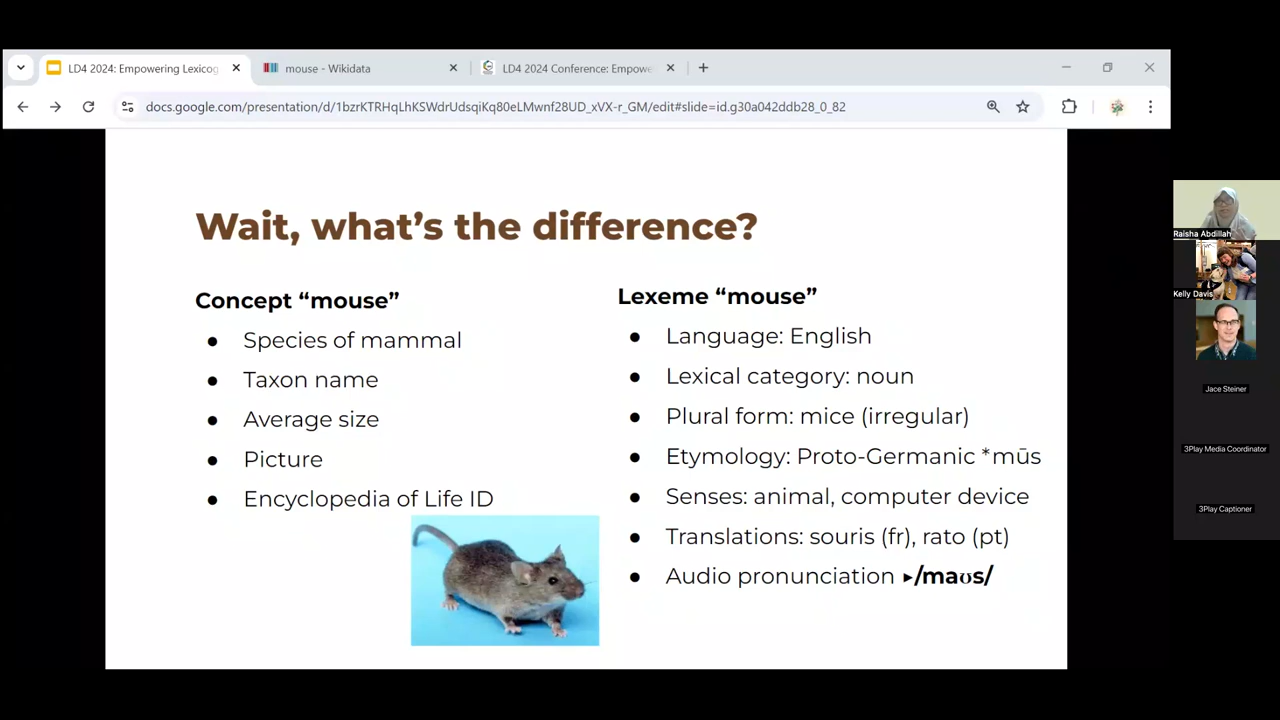 LD4 2024: Empowering Lexicog
mouse - Wikidata
LD4 2024 Conference: Empowe
docs.google.com/presentation/d/1bzrKTRHqLhKSWdrUdsqiKq80eLMwnf28UD_xVX-r_GM/edit#slide=id.g30a042ddb28_0_82
Wait, what's the difference?
Concept "mouse"
● Species of mammal
● Taxon name
● Average size
● Picture
● Encyclopedia of Life ID
Lexeme "mouse"
● Language: English
● Lexical category: noun
● Plural form: mice (irregular)
● Etymology: Proto-Germanic *mūs
● Senses: animal, computer device
● Translations: souris (fr), rato (pt)
● Audio pronunciation ▸/maʊs/
Raisha Abdillah
Kelly Davis
Jace Steiner
3Play Media Coordinator
3Play Captioner